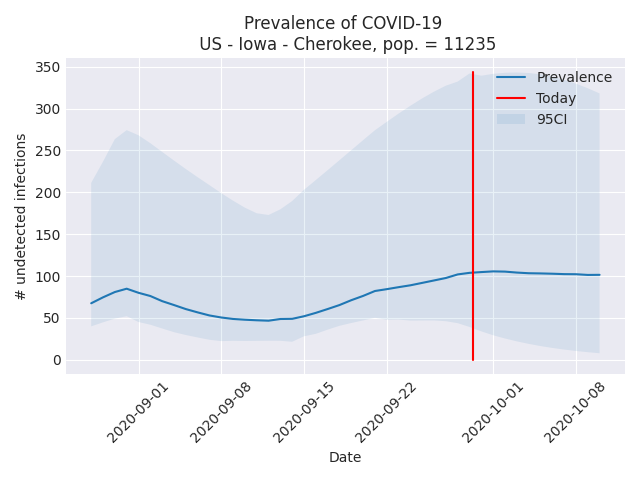 Prevalence of COVID-19
US - Iowa - Cherokee, pop. = 11235
350
300
250
200
150
100
50
0
# undetected infections
Prevalence
Today
95CI
2020-09-01
2020-09-08
2020-09-15
2020-09-22
2020-10-01
2020-10-08
Date